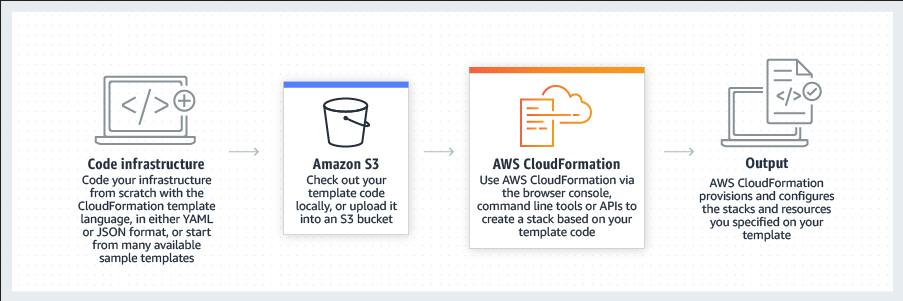 </>
Code infrastructure
Code your infrastructure
from scratch with the
CloudFormation template
language, in either YAML
or JSON format, or start
from many available
sample templates
Amazon S3
Check out your
template code
locally, or upload it
into an S3 bucket
AWS CloudFormation
Use AWS CloudFormation via
the browser console,
command line tools or APIs to
create a stack based on your
template code
</>
Output
AWS CloudFormation
provisions and configures
the stacks and resources
you specified on your
template